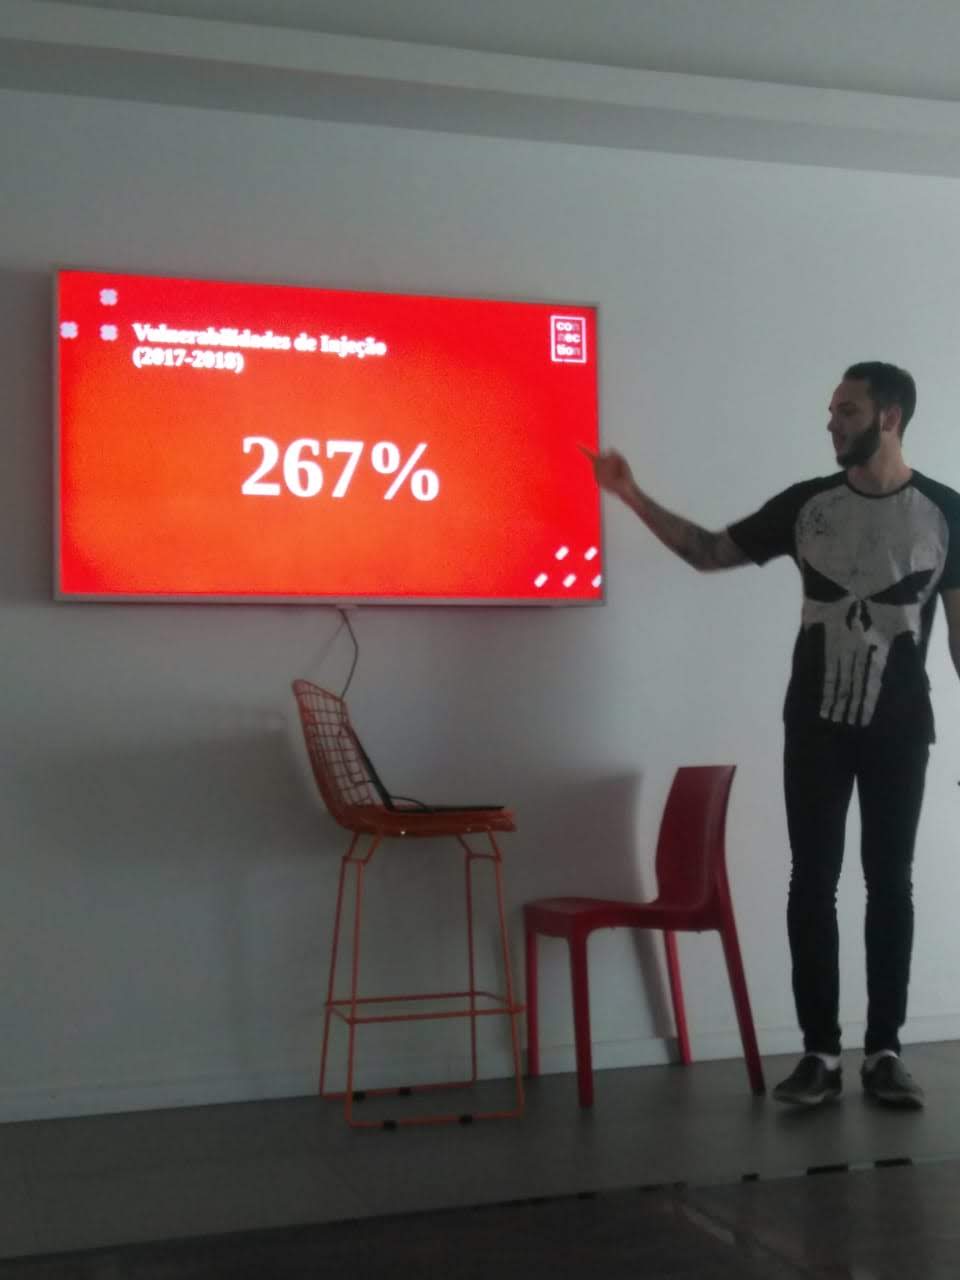 Vulnerabilidades de Injeção
(2017-2018)
con
nec
tion
267%